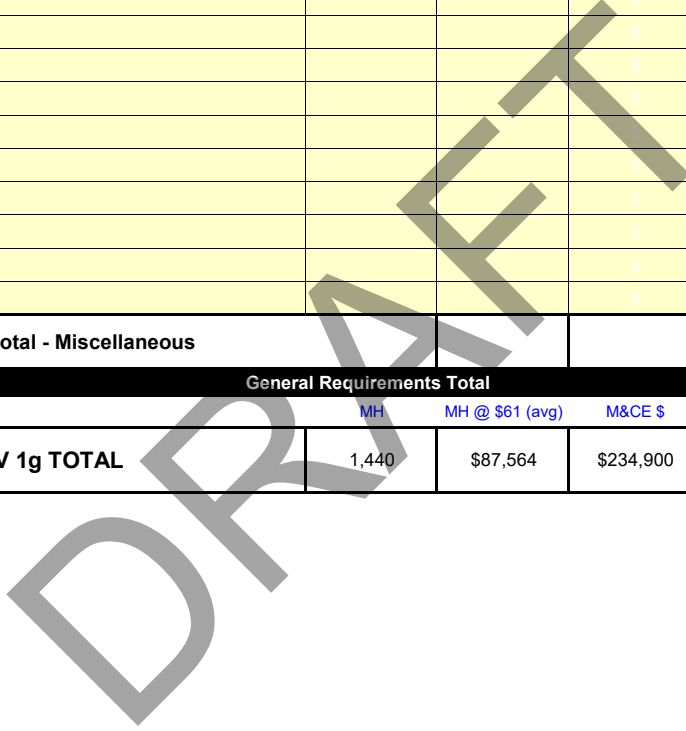 $
$
$
$
$
$
$
$
$
$
otal - Miscellaneous
General Requirements Total
MH MH @ $61 (avg) M&CE $
V 1g TOTAL 1,440 $87,564 $234,900
DRAFT